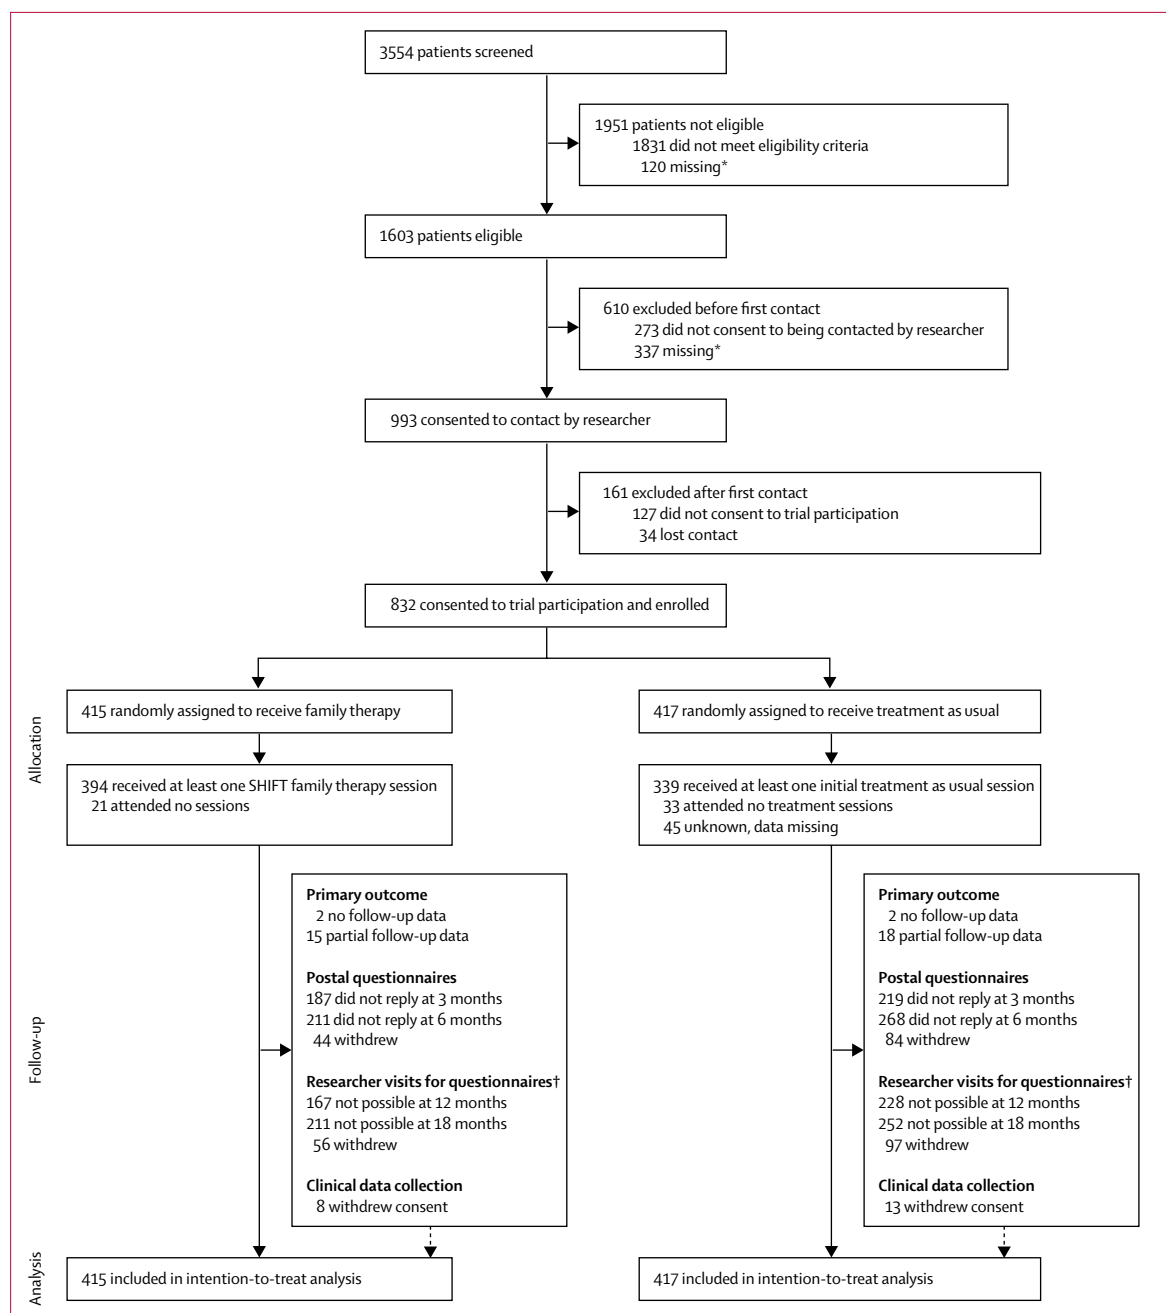 3554 patients screened
1951 patients not eligible
1831 did not meet eligibility criteria
120 missing*
1603 patients eligible
610 excluded before first contact
273 did not consent to being contacted by researcher
337 missing*
993 consented to contact by researcher
161 excluded after first contact
127 did not consent to trial participation
34 lost contact
832 consented to trial participation and enrolled
Allocation
415 randomly assigned to receive family therapy
417 randomly assigned to receive treatment as usual
394 received at least one SHIFT family therapy session
21 attended no sessions
339 received at least one initial treatment as usual session
33 attended no treatment sessions
45 unknown, data missing
Follow-up
Primary outcome
2 no follow-up data
15 partial follow-up data
Postal questionnaires
187 did not reply at 3 months
211 did not reply at 6 months
44 withdrew
Researcher visits for questionnaires†
167 not possible at 12 months
211 not possible at 18 months
56 withdrew
Clinical data collection
8 withdrew consent
Primary outcome
2 no follow-up data
18 partial follow-up data
Postal questionnaires
219 did not reply at 3 months
268 did not reply at 6 months
84 withdrew
Researcher visits for questionnaires†
228 not possible at 12 months
252 not possible at 18 months
97 withdrew
Clinical data collection
13 withdrew consent
Analysis
415 included in intention-to-treat analysis
417 included in intention-to-treat analysis